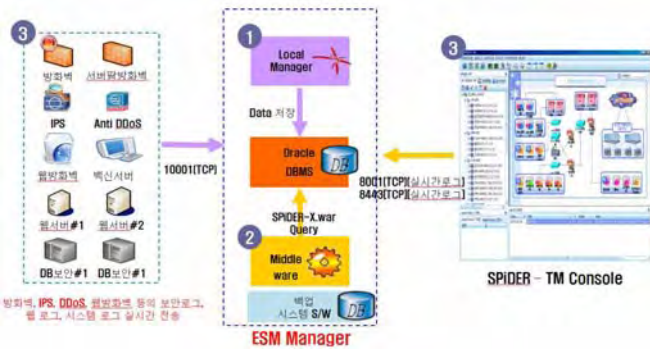 3
방화벽
서버팜방화벽
IPS
Anti DDoS
웹방화벽
백신서버
웹서버#1
웹서버#2
DB보안#1
DB보안#1
방화벽, IPS, DDoS, 웹방화벽 등의 보안로그,
웹 로그, 시스템 로그 실시간 전송
10001(TCP)
1
Local
Manager
Data 저장
Oracle
DBMS
DB
SPiDER-X.war
Query
2
Middle
ware
백업
시스템 S/W
DB
ESM Manager
8001(TCP)(실시간로그)
8443(TCP)(실시간로그)
3
SPiDER – TM Console